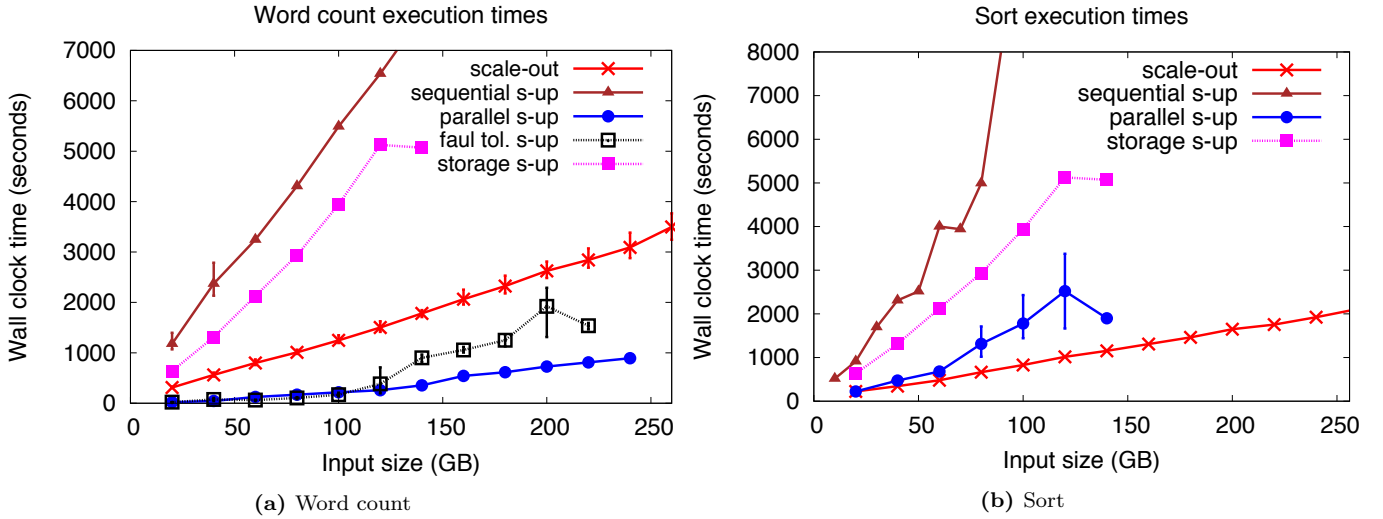 Word count execution times
7000
6000
5000
4000
3000
2000
1000
0
Wall clock time (seconds)
scale-out
sequential s-up
parallel s-up
faul tol. s-up
storage s-up
0 50 100 150 200 250
Input size (GB)
(a) Word count
Sort execution times
8000
7000
6000
5000
4000
3000
2000
1000
0
Wall clock time (seconds)
scale-out
sequential s-up
parallel s-up
storage s-up
0 50 100 150 200 250
Input size (GB)
(b) Sort